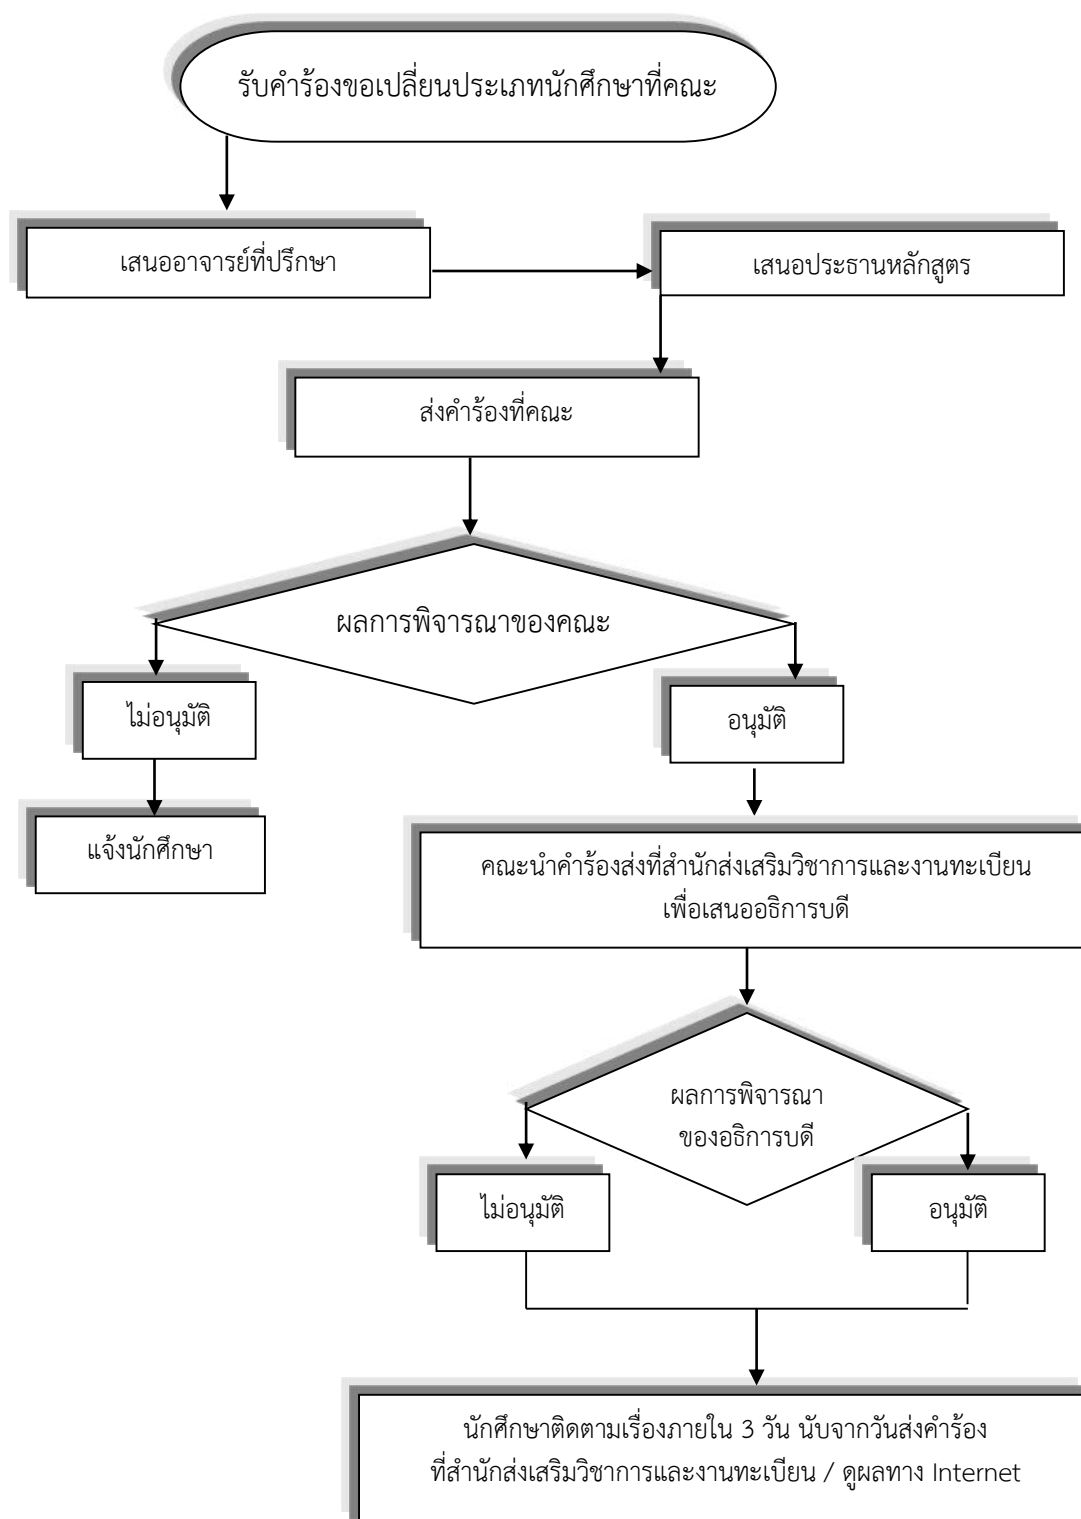 รับคำร้องขอเปลี่ยนประเภทนักศึกษาที่คณะ
เสนออาจารย์ที่ปรึกษา
เสนอประธานหลักสูตร
ส่งคำร้องที่คณะ
ผลการพิจารณาของคณะ
ไม่อนุมัติ
อนุมัติ
แจ้งนักศึกษา
คณะนำคำร้องส่งที่สำนักส่งเสริมวิชาการและงานทะเบียน
เพื่อเสนออธิการบดี
ผลการพิจารณา
ของอธิการบดี
ไม่อนุมัติ
อนุมัติ
นักศึกษาติดตามเรื่องภายใน 3 วัน นับจากวันส่งคำร้อง
ที่สำนักส่งเสริมวิชาการและงานทะเบียน / ดูผลทาง Internet